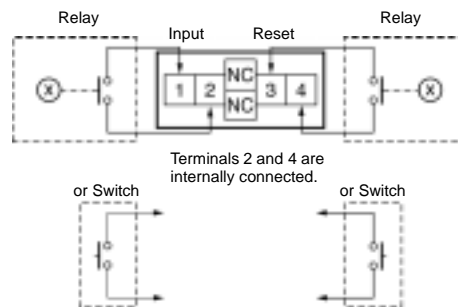 Relay
Relay
Input
Reset
X
1
2
NC
NC
3
4
X
Terminals 2 and 4 are
internally connected.
or Switch
or Switch